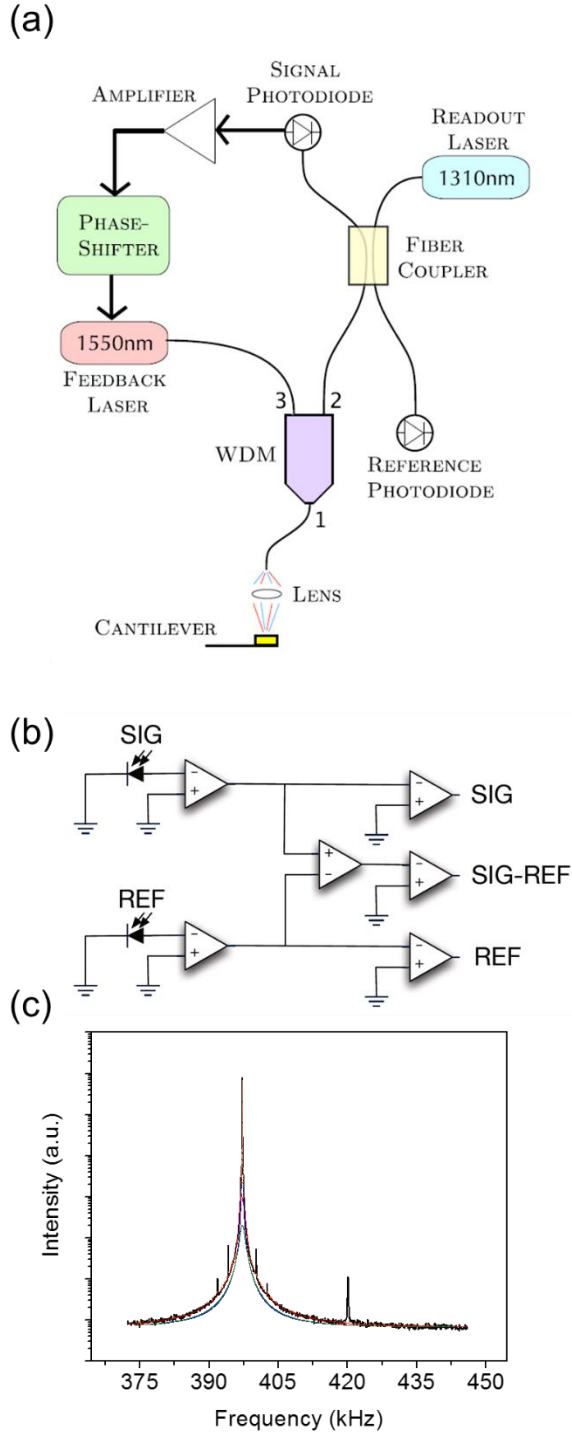 (a)
SIGNAL
PHOTODIODE
AMPLIFIER
READOUT
LASER
1310nm
PHASE-
SHIFTER
FIBER
COUPLER
1550nm
FEEDBACK
LASER
3 2
WDM
REFERENCE
PHOTODIODE
1
LENS
CANTILEVER
(b)
SIG
-
+
-
+
SIG
+
-
-
+
SIG-REF
REF
-
+
-
+
REF
(c)
Intensity (a.u.)
375 390 405 420 435 450
Frequency (kHz)